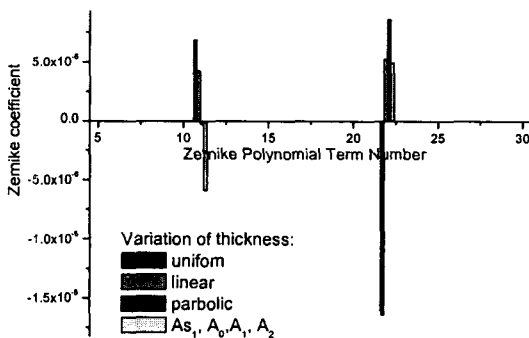 5.0x10⁻⁶
0.0
-5.0x10⁻⁶
-1.0x10⁻⁵
-1.5x10⁻⁵
Zernike coefficient
5 10 15 20 25 30
Zernike Polynomial Term Number
Variation of thickness:
uniform
linear
parbolic
As₁, A₀,A₁, A₂